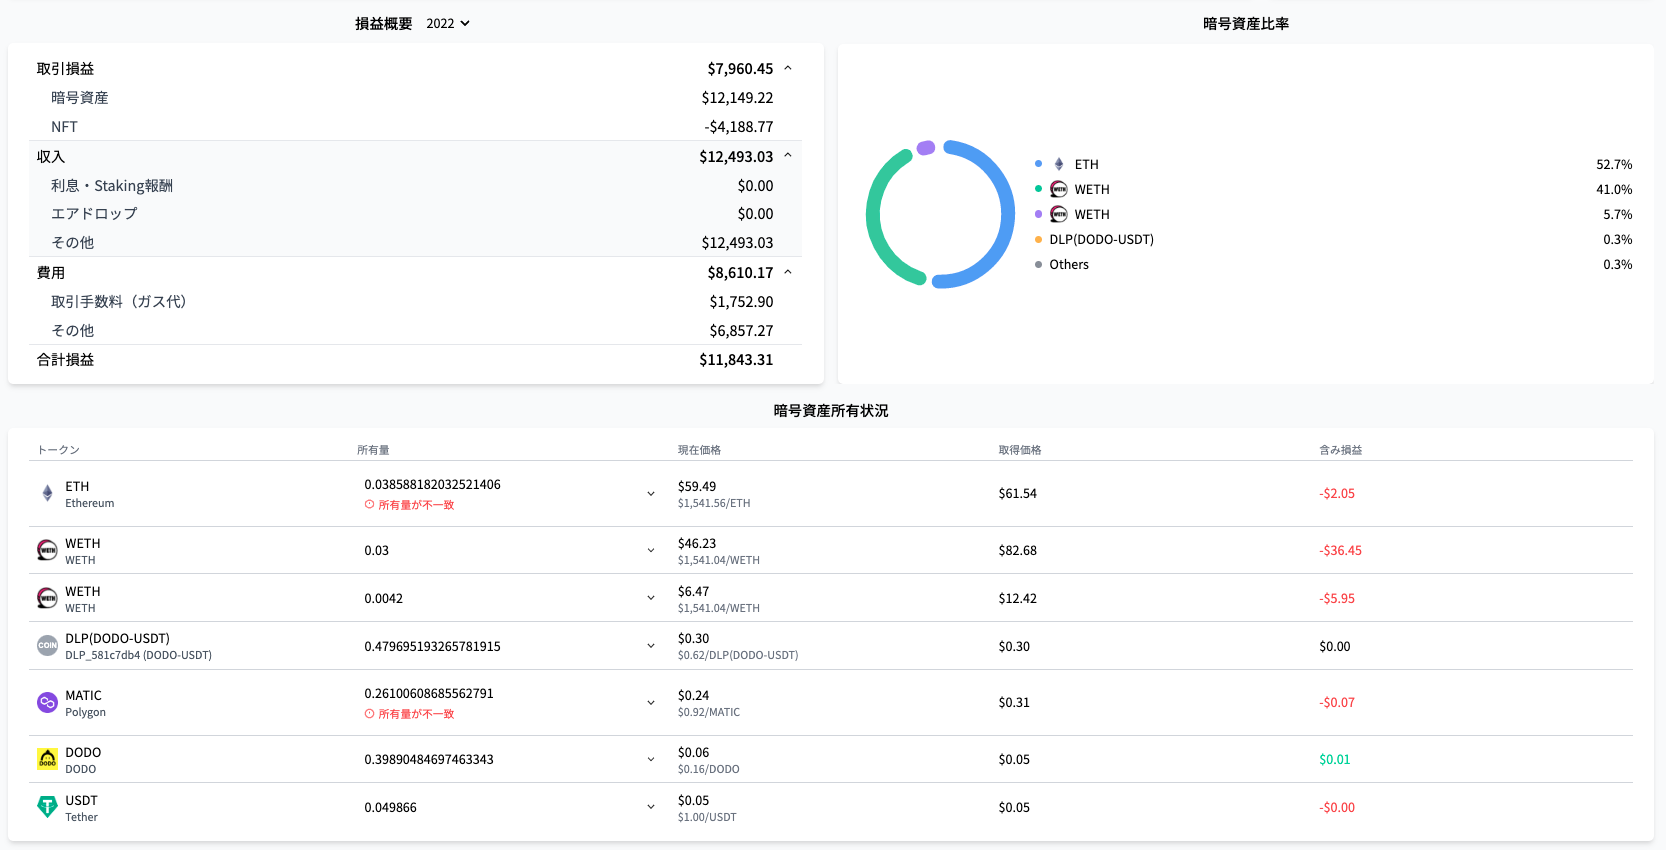 損益概要 2022
取引損益 $7,960.45
暗号資産 $12,149.22
NFT -$4,188.77
収入 $12,493.03
利息・Staking報酬 $0.00
エアドロップ $0.00
その他 $12,493.03
費用 $8,610.17
取引手数料（ガス代） $1,752.90
その他 $6,857.27
合計損益 $11,843.31
暗号資産比率
ETH 52.7%
WETH WETH 41.0%
WETH WETH 5.7%
DLP(DODO-USDT) 0.3%
Others 0.3%
暗号資産所有状況
トークン 所有量 現在価格 取得価格 含み損益
ETH 0.038588182032521406 $59.49 $61.54 -$2.05
Ethereum 所有量が不一致 $1,541.56/ETH
WETH WETH 0.03 $46.23 $82.68 -$36.45
WETH $1,541.04/WETH
WETH WETH 0.0042 $6.47 $12.42 -$5.95
WETH $1,541.04/WETH
COIN DLP(DODO-USDT) 0.479695193265781915 $0.30 $0.30 $0.00
DLP_581c7db4 (DODO-USDT) $0.62/DLP(DODO-USDT)
MATIC 0.26100608685562791 $0.24 $0.31 -$0.07
Polygon 所有量が不一致 $0.92/MATIC
DODO DODO 0.39890484697463343 $0.06 $0.05 $0.01
DODO $0.16/DODO
USDT 0.049866 $0.05 $0.05 -$0.00
Tether $1.00/USDT